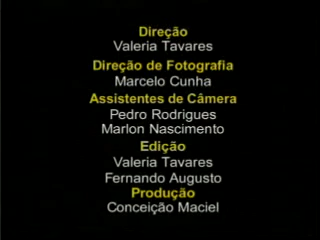 Direção
Valeria Tavares
Direção de Fotografia
Marcelo Cunha
Assistentes de Câmera
Pedro Rodrigues
Marlon Nascimento
Edição
Valeria Tavares
Fernando Augusto
Produção
Conceição Maciel